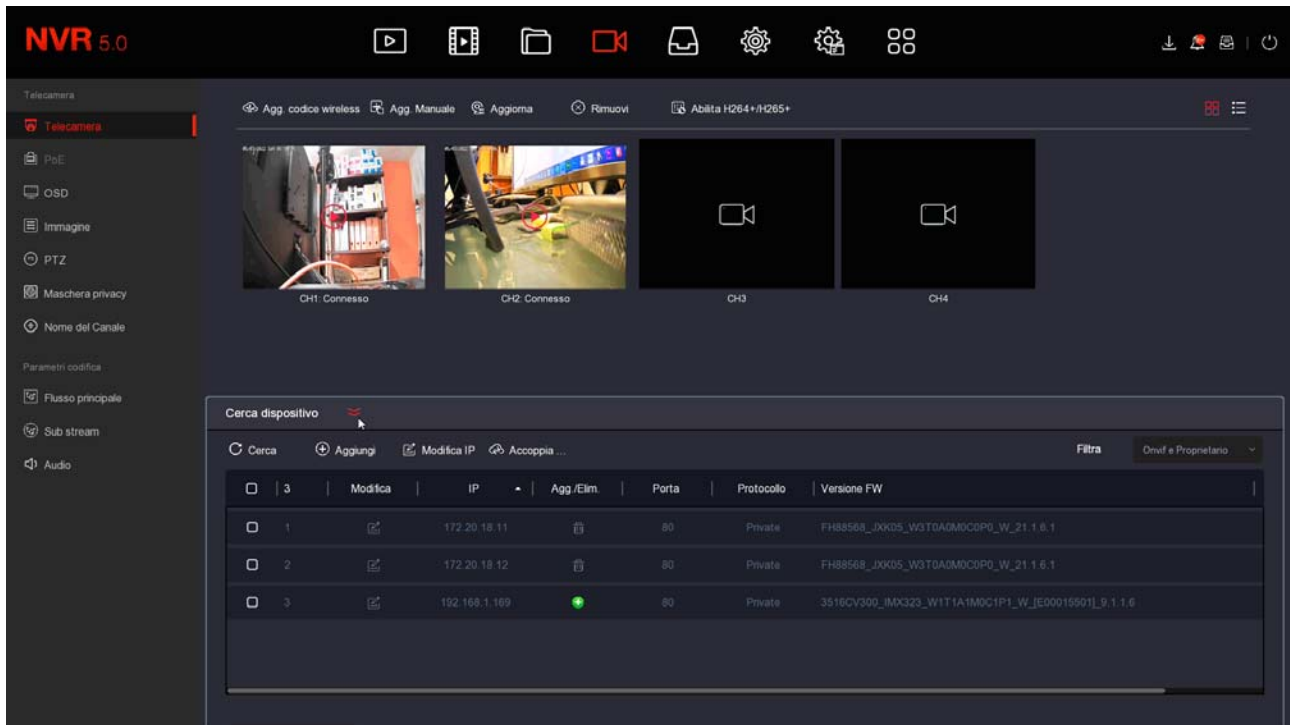 NVR 5.0
Telecamera
Telecamera
PoE
OSD
Immagine
PTZ
Maschera privacy
Nome del Canale
Parametri codifica
Flusso principale
Sub stream
Audio
Agg. codice wireless Agg. Manuale Aggiorna Rimuovi Abilita H264+/H265+
CH1: Connesso CH2: Connesso CH3 CH4
Cerca dispositivo
Cerca Aggiungi Modifica IP Accoppia ... Filtra Onvif e Proprietario
3 Modifica IP Agg./Elim. Porta Protocollo Versione FW
1 172.20.18.11 80 Private FH88568_JXK05_W3T0A0M0C0P0_W_21.1.6.1
2 172.20.18.12 80 Private FH88568_JXK05_W3T0A0M0C0P0_W_21.1.6.1
3 192.168.1.169 80 Private 3516CV300_IMX323_W1T1A1M0C1P1_W_[E00015501]_9.1.1.6